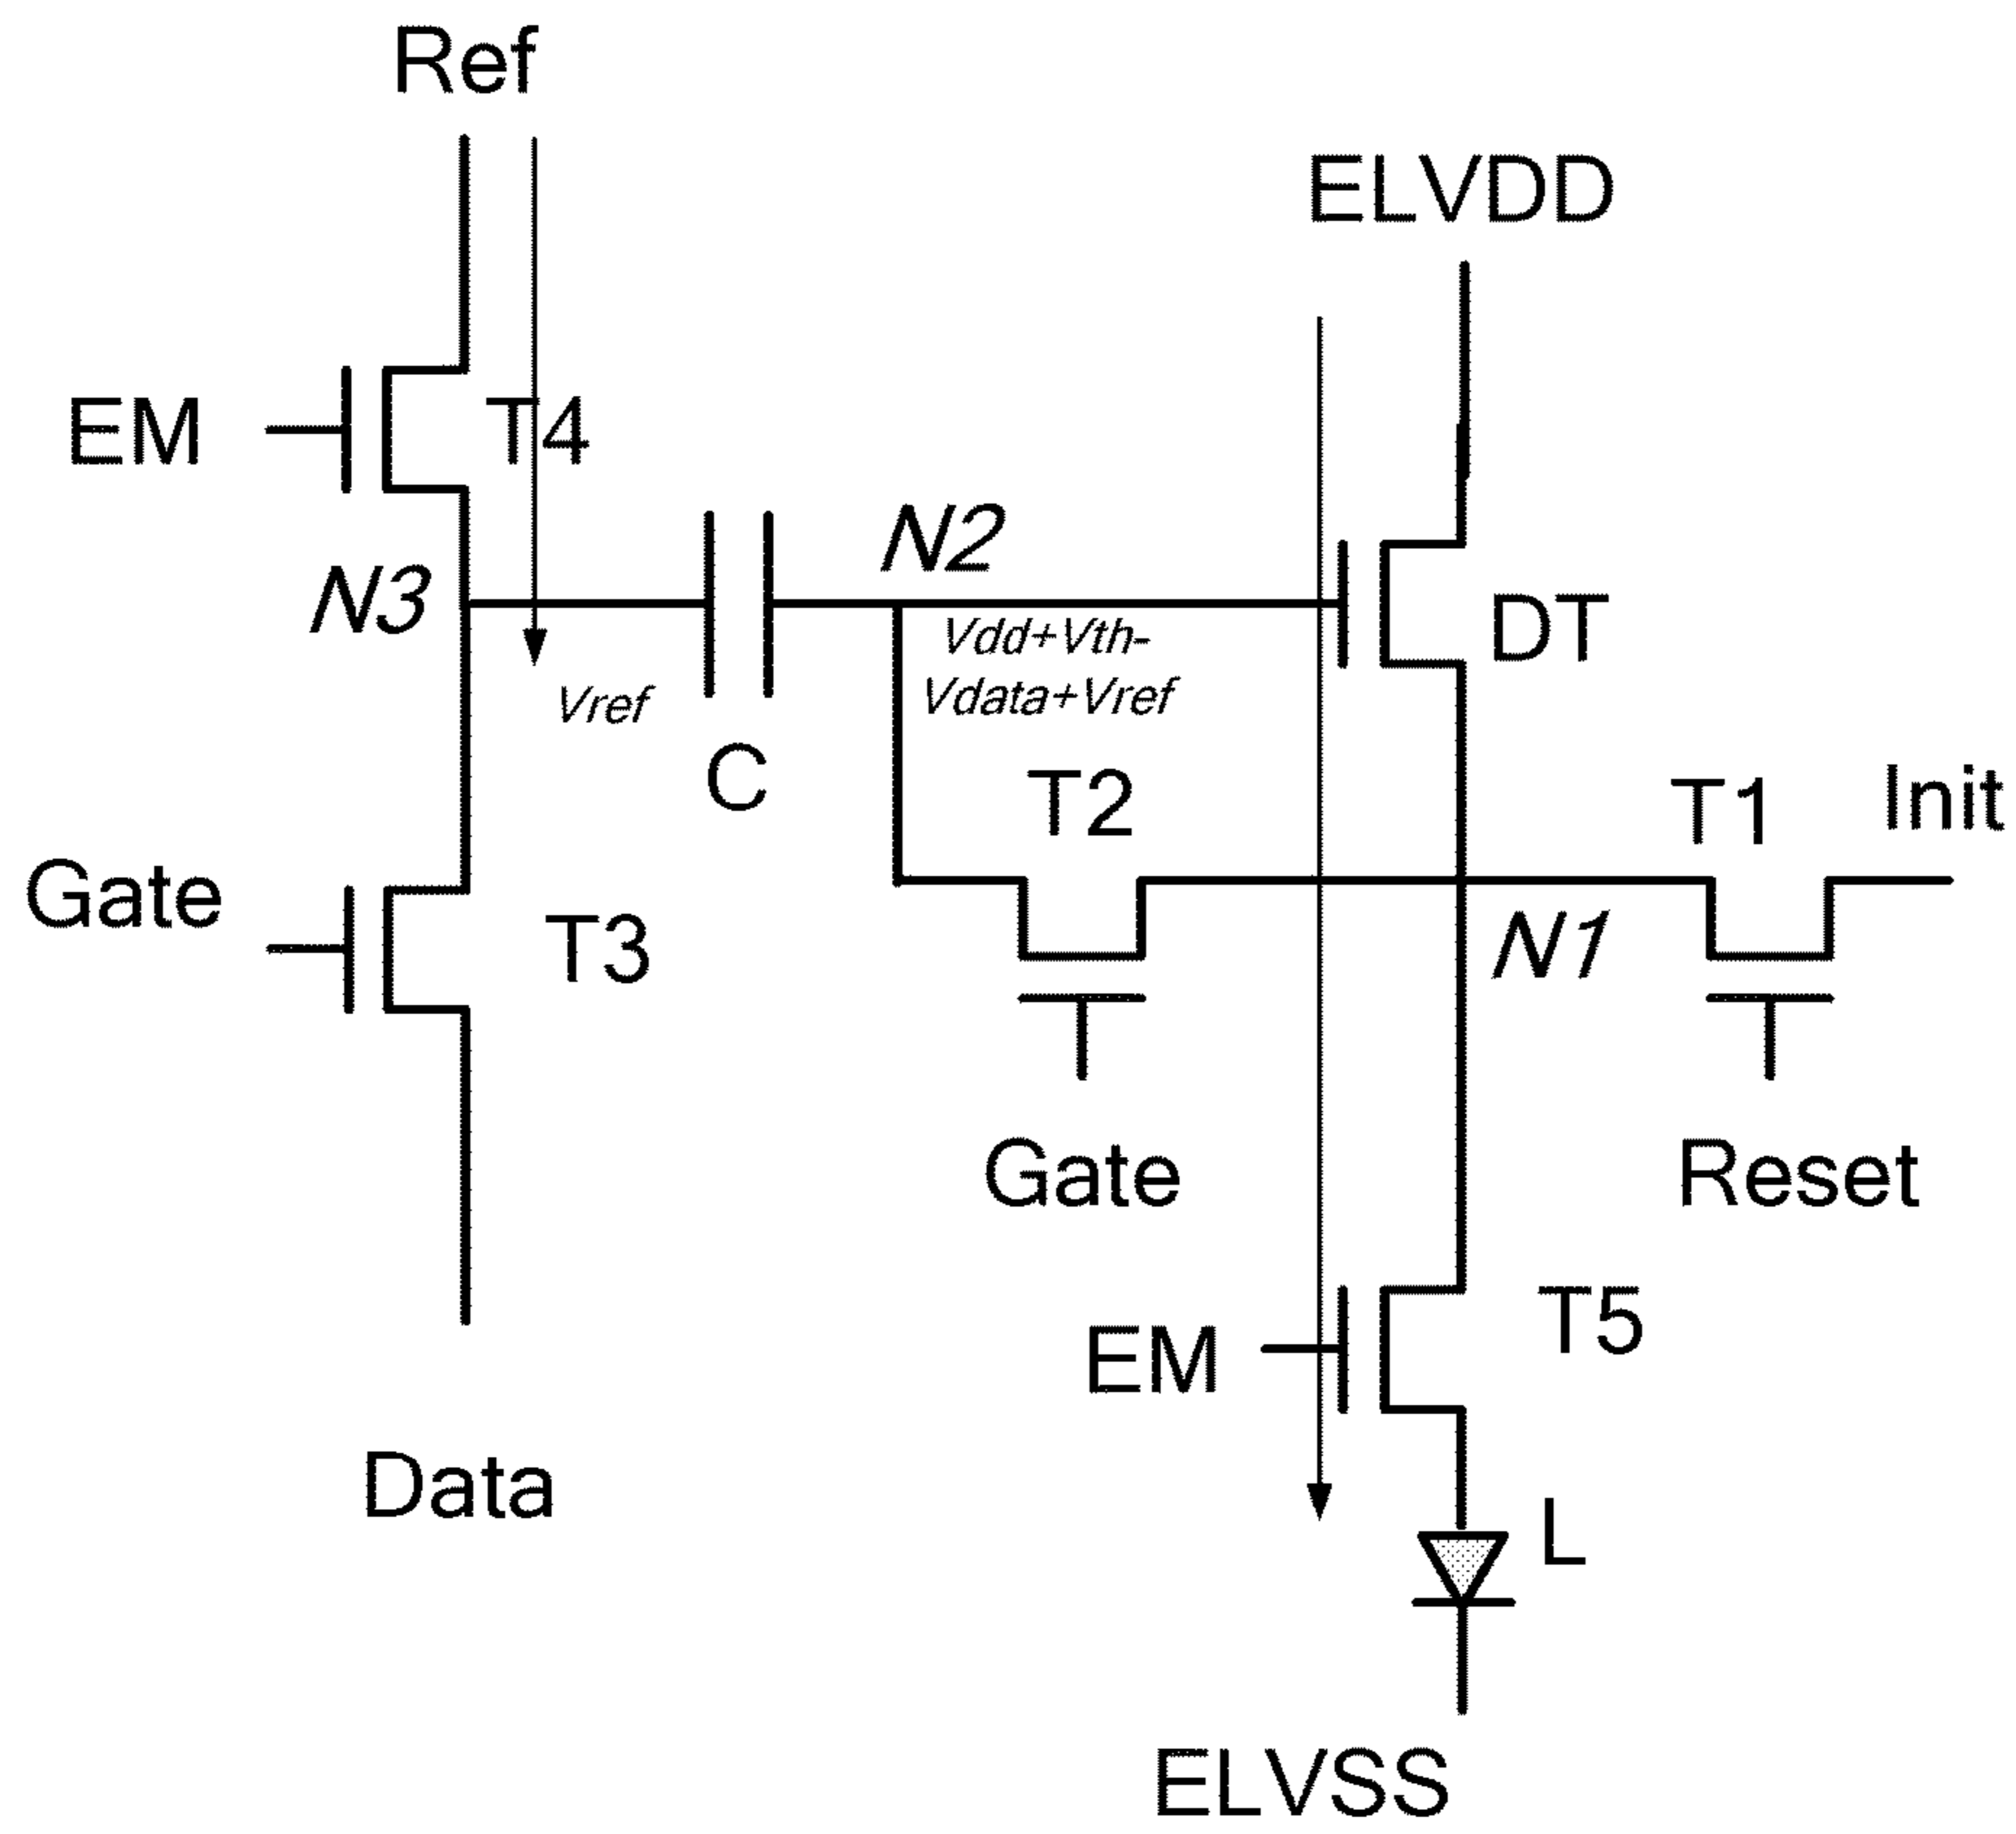 Ref
ELVDD
EM
T4
N2
N3
DT
Vdd+Vth-
Vdata+Vref
Vref
C
T2
T1
Init
Gate
T3
N1
Gate
Reset
T5
EM
Data
L
ELVSS